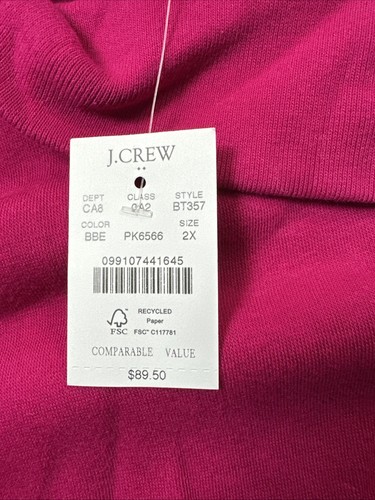 J.CREW
DEPT CLASS STYLE
CA8 0A2 BT357
COLOR SIZE
BBE PK6566 2X
099107441645
RECYCLED
Paper
FSC® C117781
FSC
COMPARABLE VALUE
$89.50